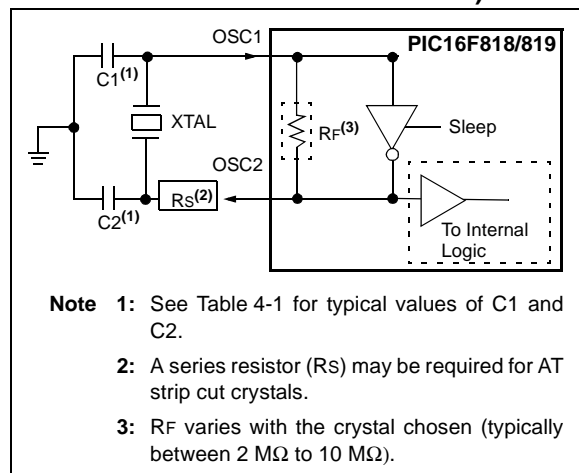 OSC1
PIC16F818/819
C1(1)
XTAL
RF(3)
Sleep
OSC2
RS(2)
C2(1)
To Internal
Logic
Note 1: See Table 4-1 for typical values of C1 and
C2.
2: A series resistor (RS) may be required for AT
strip cut crystals.
3: RF varies with the crystal chosen (typically
between 2 MΩ to 10 MΩ).